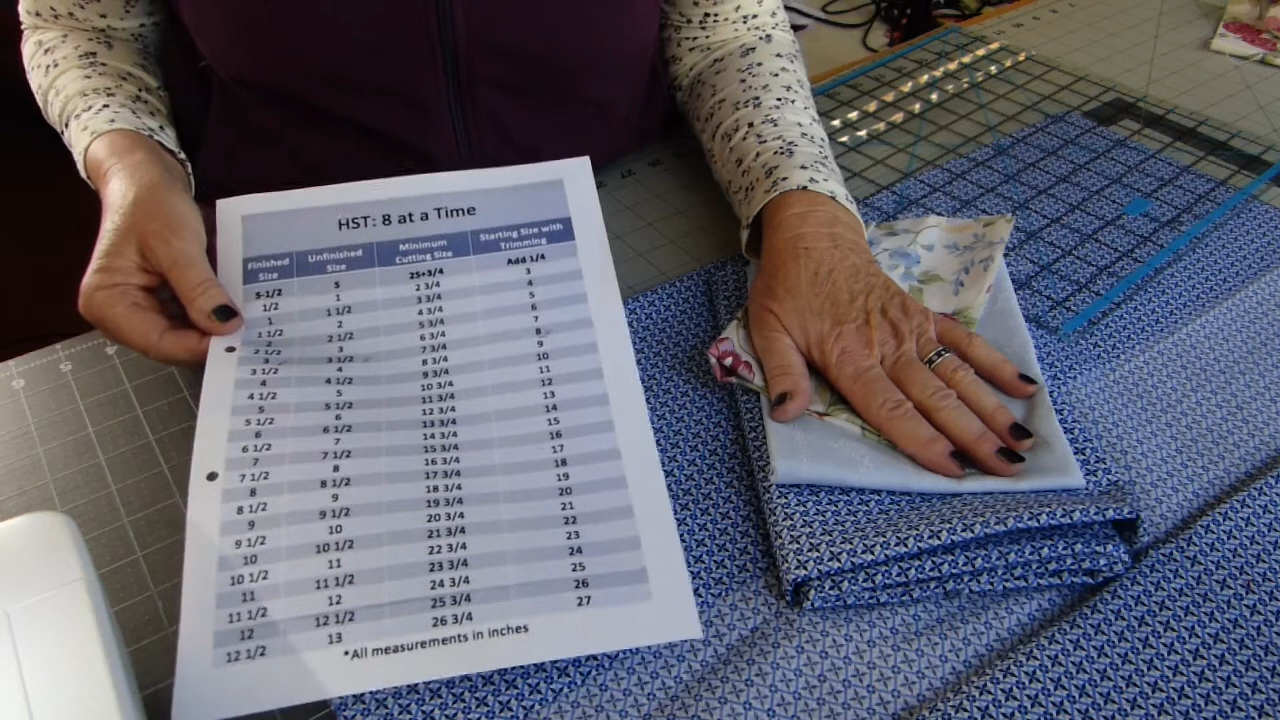 HST: 8 at a Time
Finished Size Unfinished Size Minimum Cutting Size Starting Size with Trimming
S-1/2 S 2S+3/4 Add 1/4
1/2 1 2 3/4 3
1 1 1/2 3 3/4 4
1 1/2 2 4 3/4 5
2 2 1/2 5 3/4 6
2 1/2 3 6 3/4 7
3 3 1/2 7 3/4 8
3 1/2 4 8 3/4 9
4 4 1/2 9 3/4 10
4 1/2 5 10 3/4 11
5 5 1/2 11 3/4 12
5 1/2 6 12 3/4 13
6 6 1/2 13 3/4 14
6 1/2 7 14 3/4 15
7 7 1/2 15 3/4 16
7 1/2 8 16 3/4 17
8 8 1/2 17 3/4 18
8 1/2 9 18 3/4 19
9 9 1/2 19 3/4 20
9 1/2 10 20 3/4 21
10 10 1/2 21 3/4 22
10 1/2 11 22 3/4 23
11 11 1/2 23 3/4 24
11 1/2 12 24 3/4 25
12 12 1/2 25 3/4 26
12 1/2 13 26 3/4 27
*All measurements in inches